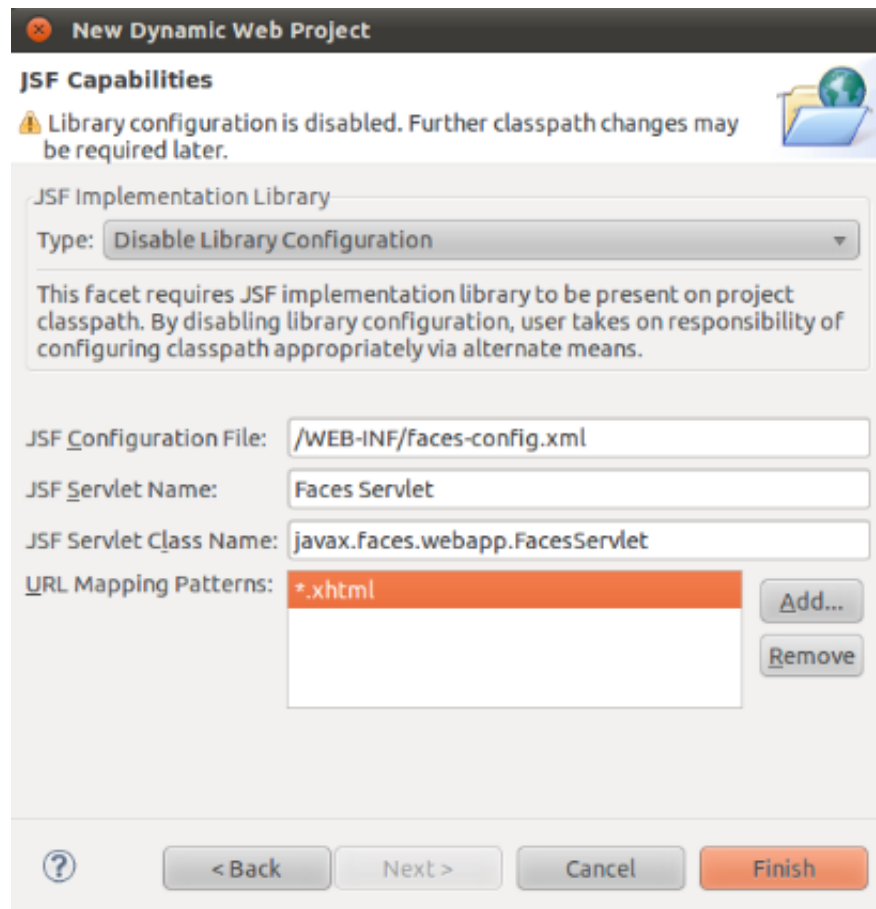 New Dynamic Web Project
JSF Capabilities
Library configuration is disabled. Further classpath changes may
be required later.
JSF Implementation Library
Type: Disable Library Configuration
This facet requires JSF implementation library to be present on project
classpath. By disabling library configuration, user takes on responsibility of
configuring classpath appropriately via alternate means.
JSF Configuration File: /WEB-INF/faces-config.xml
JSF Servlet Name: Faces Servlet
JSF Servlet Class Name: javax.faces.webapp.FacesServlet
URL Mapping Patterns: *.xhtml
Add...
Remove
? < Back Next > Cancel Finish